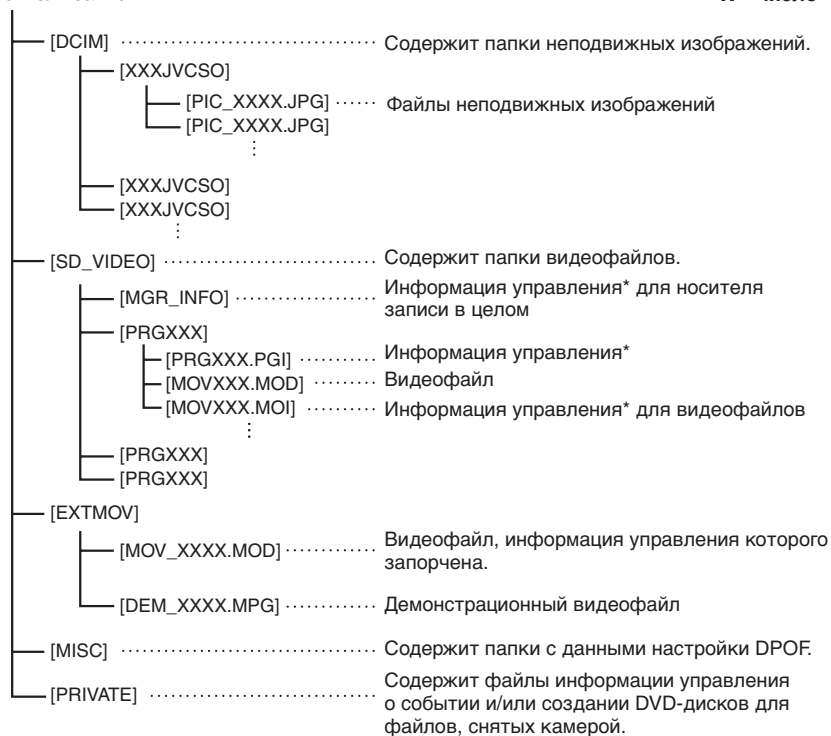 [DCIM] Содержит папки неподвижных изображений.
[XXXJVCSO]
[PIC_XXXX.JPG] Файлы неподвижных изображений
[PIC_XXXX.JPG]
[XXXJVCSO]
[XXXJVCSO]
[SD_VIDEO] Содержит папки видеофайлов.
[MGR_INFO] Информация управления* для носителя
записи в целом
[PRGXXX]
[PRGXXX.PGI] Информация управления*
[MOVXXX.MOD] Видеофайл
[MOVXXX.MOI] Информация управления* для видеофайлов
[PRGXXX]
[PRGXXX]
[EXTMOV]
[MOV_XXXX.MOD] Видеофайл, информация управления которого
запорчена.
[DEM_XXXX.MPG] Демонстрационный видеофайл
[MISC] Содержит папки с данными настройки DPOF.
[PRIVATE] Содержит файлы информации управления
о событии и/или создании DVD-дисков для
файлов, снятых камерой.